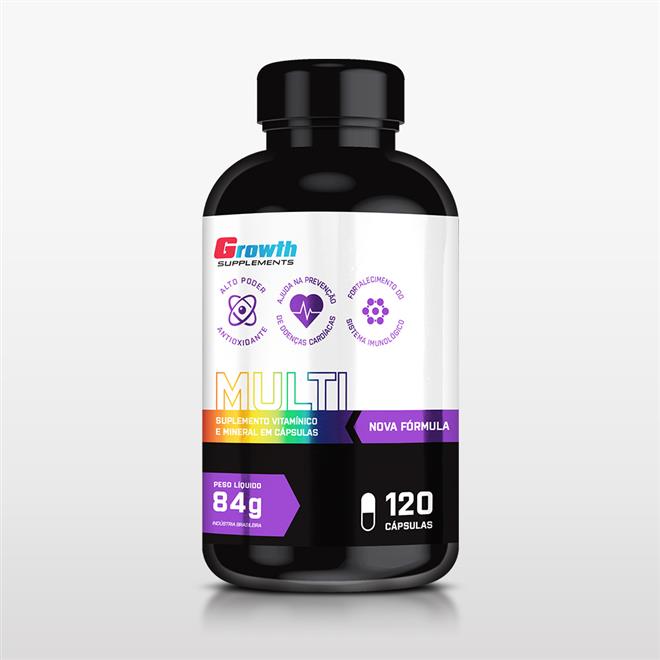 Growth
SUPPLEMENTS
ALTO PODER
ANTIOXIDANTE
AJUDA NA PREVENÇÃO
DE DOENÇAS CARDÍACAS
FORTALECIMENTO DO
SISTEMA IMUNOLÓGICO
MULTI
SUPLEMENTO VITAMÍNICO
E MINERAL EM CÁPSULAS
NOVA FÓRMULA
PESO LÍQUIDO
84g
INDÚSTRIA BRASILEIRA
120
CÁPSULAS